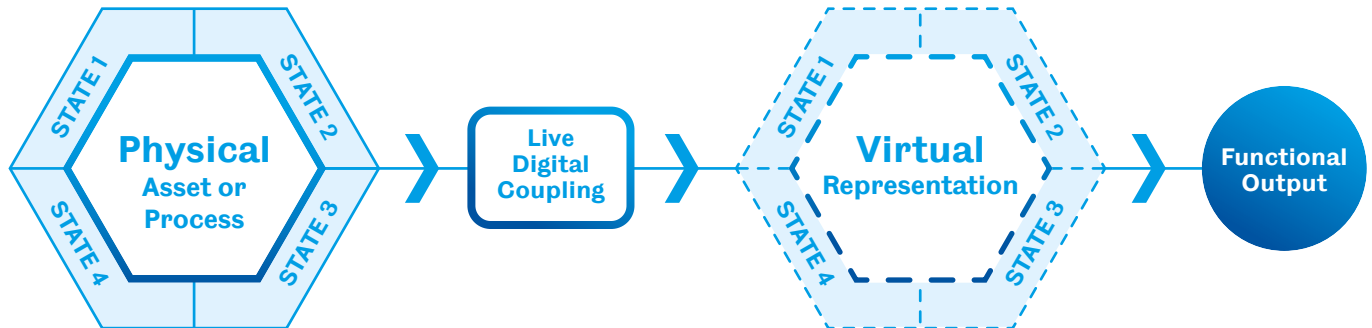 STATE 1
STATE 2
Physical
Asset or
Process
STATE 4
STATE 3
Live
Digital
Coupling
STATE 1
STATE 2
Virtual
Representation
STATE 4
STATE 3
Functional
Output